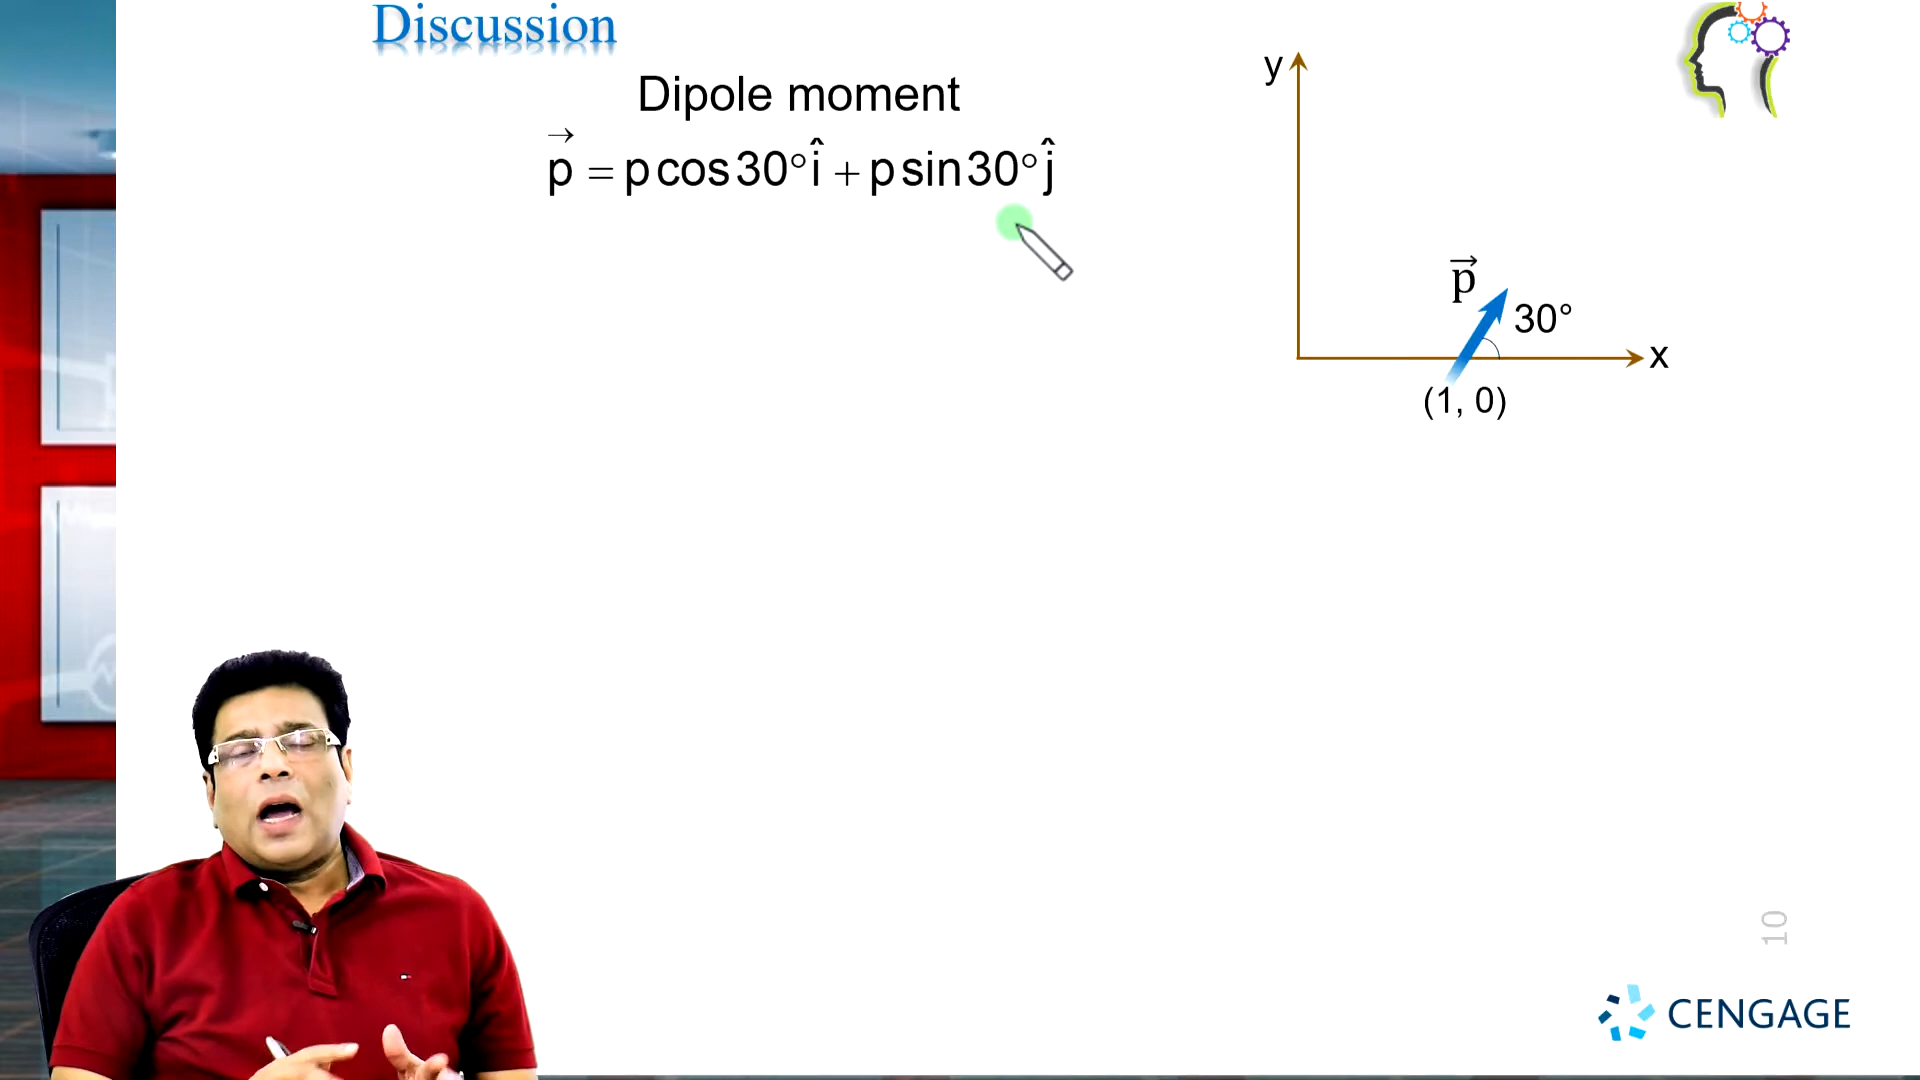 Discussion
Dipole moment
p⃗ = p cos 30° î + p sin 30° ĵ
y
p⃗
30°
x
(1, 0)
10
CENGAGE